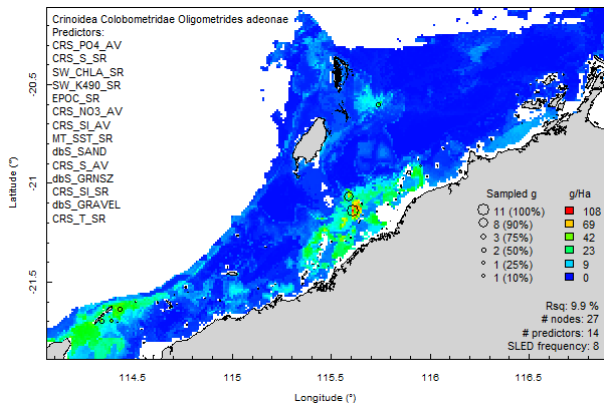 Crinoidea Colobometridae Oligometrides adeonae
Predictors:
CRS_PO4_AV
CRS_S_SR
SW_CHLA_SR
SW_K490_SR
EPOC_SR
CRS_NO3_AV
CRS_SI_AV
MT_SST_SR
dbS_SAND
CRS_S_AV
dbS_GRNSZ
CRS_SI_SR
dbS_GRAVEL
CRS_T_SR
-20.5
-21
-21.5
Latitude (°)
Sampled g g/Ha
11 (100%) 108
8 (90%) 69
3 (75%) 42
2 (50%) 23
1 (25%) 9
1 (10%) 0
Rsq: 9.9 %
# nodes: 27
# predictors: 14
SLED frequency: 8
114.5 115 115.5 116 116.5
Longitude (°)